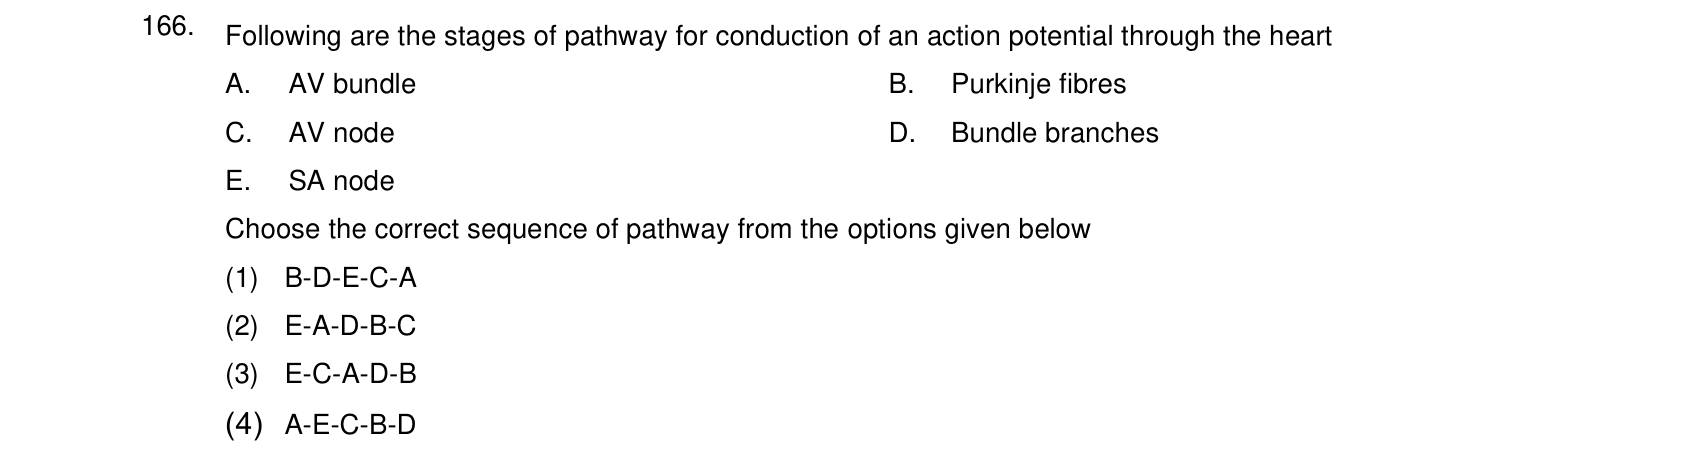 166. Following are the stages of pathway for conduction of an action potential through the heart
A. AV bundle B. Purkinje fibres
C. AV node D. Bundle branches
E. SA node
Choose the correct sequence of pathway from the options given below
(1) B-D-E-C-A
(2) E-A-D-B-C
(3) E-C-A-D-B
(4) A-E-C-B-D